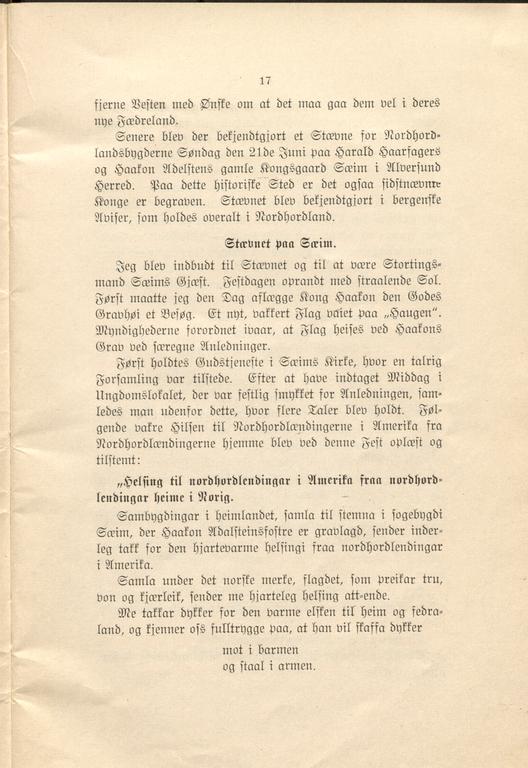 17
fjerne Vesten med Ønske om at det maa gaa dem vel i deres
nye Fædreland.
Senere blev der bekjendtgjort et Stævne for Nordhord-
landsbygderne Søndag den 21de Juni paa Harald Haarfagers
og Haakon Adelstens gamle Kongsgaard Sæim i Alversund
Herred. Paa dette historiske Sted er det ogsaa sidstnævnte
Konge er begraven. Stævnet blev bekjendtgjort i bergenske
Aviser, som holdes overalt i Nordhordland.
Stævnet paa Sæim.
Jeg blev indbudt til Stævnet og til at være Stortings-
mand Sæims Gjæst. Festdagen oprandt med straalende Sol.
Først maatte jeg den Dag aflægge Kong Haakon den Godes
Gravhøi et Besøg. Et nyt, vakkert Flag vaiet paa „Haugen".
Myndighederne forordnet ivaar, at Flag heises ved Haakons
Grav ved særegne Anledninger.
Først holdtes Gudstjeneste i Sæims Kirke, hvor en talrig
Forsamling var tilstede. Efter at have indtaget Middag i
Ungdomslokalet, der var festlig smykket for Anledningen, sam-
ledes man udenfor dette, hvor flere Taler blev holdt. Føl-
gende vakre Hilsen til Nordhordlændingerne i Amerika fra
Nordhordlændingerne hjemme blev ved denne Fest oplæst og
tilstemt:
„Helsing til nordhordlendingar i Amerika fraa nordhord-
lendingar heime i Norig.
Sambygdingar i heimlandet, samla til stemna i sogebygdi
Sæim, der Haakon Adalsteinsfostre er gravlagd, sender inder-
leg takk for den hjartevarme helsingi fraa nordhordlendingar
i Amerika.
Samla under det norske merke, flagdet, som preikar tru,
von og kjærleik, sender me hjarteleg helsing att-ende.
Me takkar dykker for den varme elsken til heim og fedra-
land, og kjenner oss fulltrygge paa, at han vil skaffa dykker
mot i barmen
og staal i armen.